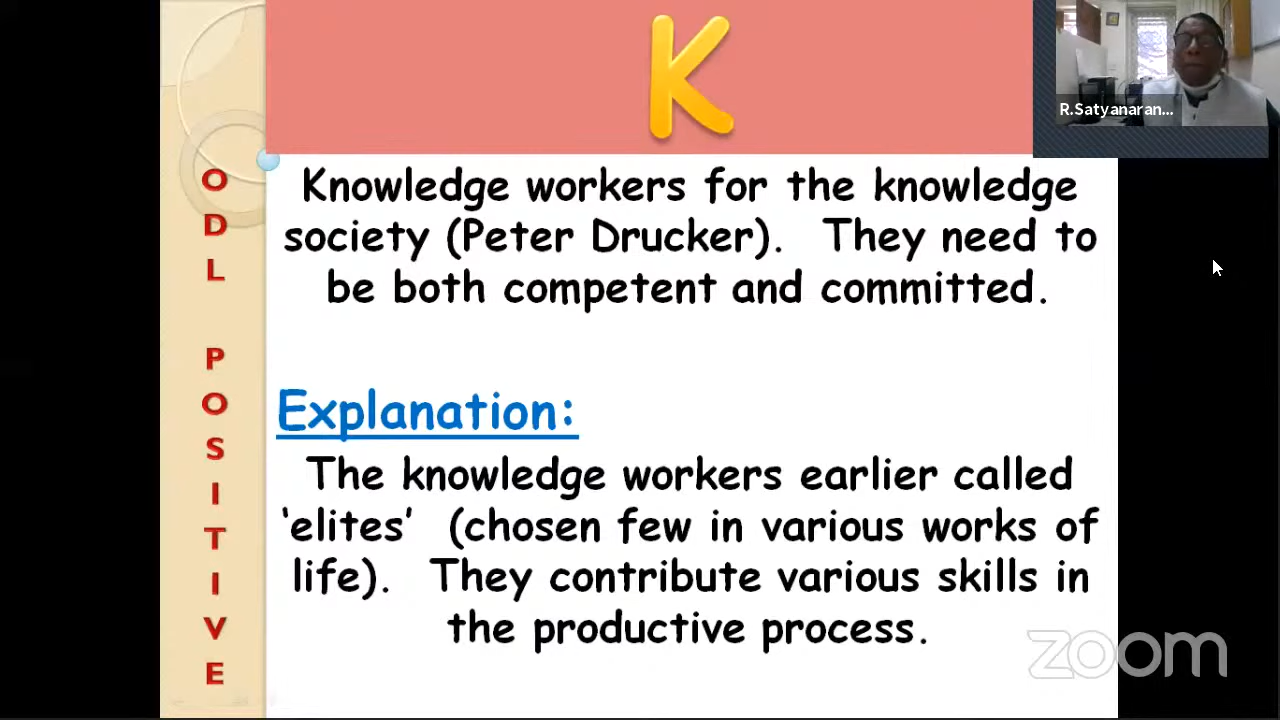 K
R.Satyanaran...
ODL POSITIVE
Knowledge workers for the knowledge
society (Peter Drucker).  They need to
be both competent and committed.
Explanation:
The knowledge workers earlier called
‘elites’  (chosen few in various works of
life).  They contribute various skills in
the productive process.
zoom